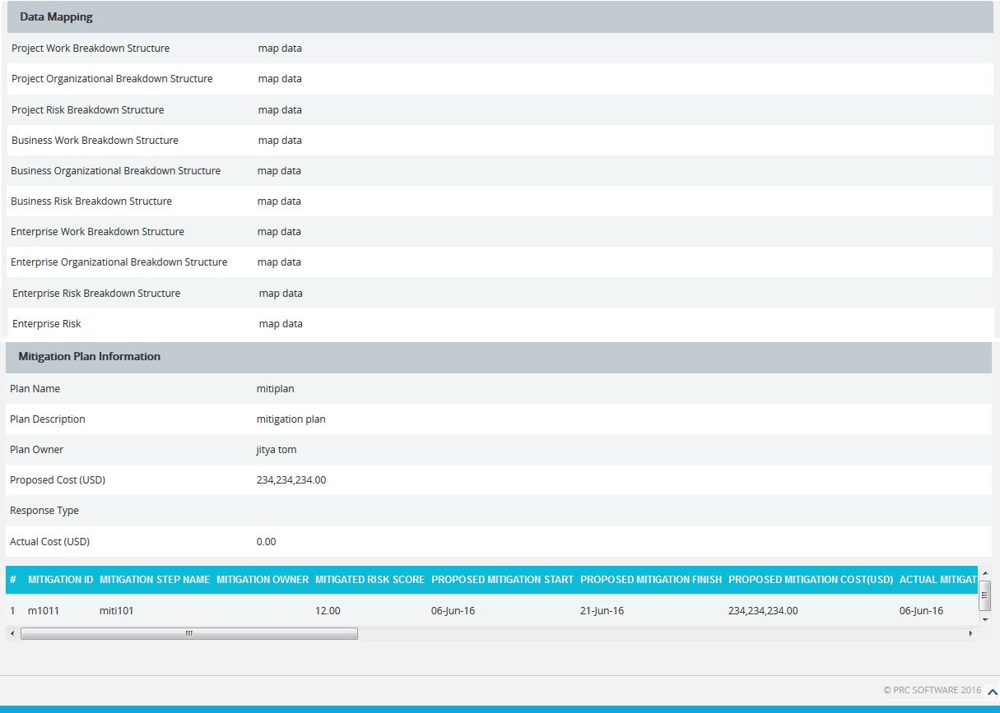 Data Mapping
Project Work Breakdown Structure map data
Project Organizational Breakdown Structure map data
Project Risk Breakdown Structure map data
Business Work Breakdown Structure map data
Business Organizational Breakdown Structure map data
Business Risk Breakdown Structure map data
Enterprise Work Breakdown Structure map data
Enterprise Organizational Breakdown Structure map data
Enterprise Risk Breakdown Structure map data
Enterprise Risk map data
Mitigation Plan Information
Plan Name mitiplan
Plan Description mitigation plan
Plan Owner jitya tom
Proposed Cost (USD) 234,234,234.00
Response Type
Actual Cost (USD) 0.00
# MITIGATION ID MITIGATION STEP NAME MITIGATION OWNER MITIGATED RISK SCORE PROPOSED MITIGATION START PROPOSED MITIGATION FINISH PROPOSED MITIGATION COST(USD) ACTUAL MITIGAT
1 m1011 miti101 12.00 06-Jun-16 21-Jun-16 234,234,234.00 06-Jun-16
© PRC SOFTWARE 2016